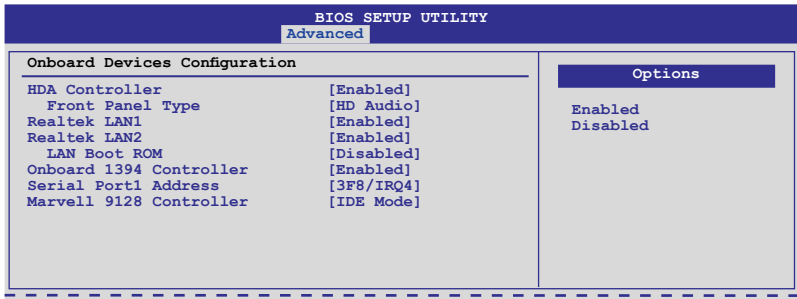 BIOS SETUP UTILITY
Advanced
Onboard Devices Configuration
HDA Controller [Enabled]
Front Panel Type [HD Audio]
Realtek LAN1 [Enabled]
Realtek LAN2 [Enabled]
LAN Boot ROM [Disabled]
Onboard 1394 Controller [Enabled]
Serial Port1 Address [3F8/IRQ4]
Marvell 9128 Controller [IDE Mode]
Options
Enabled
Disabled